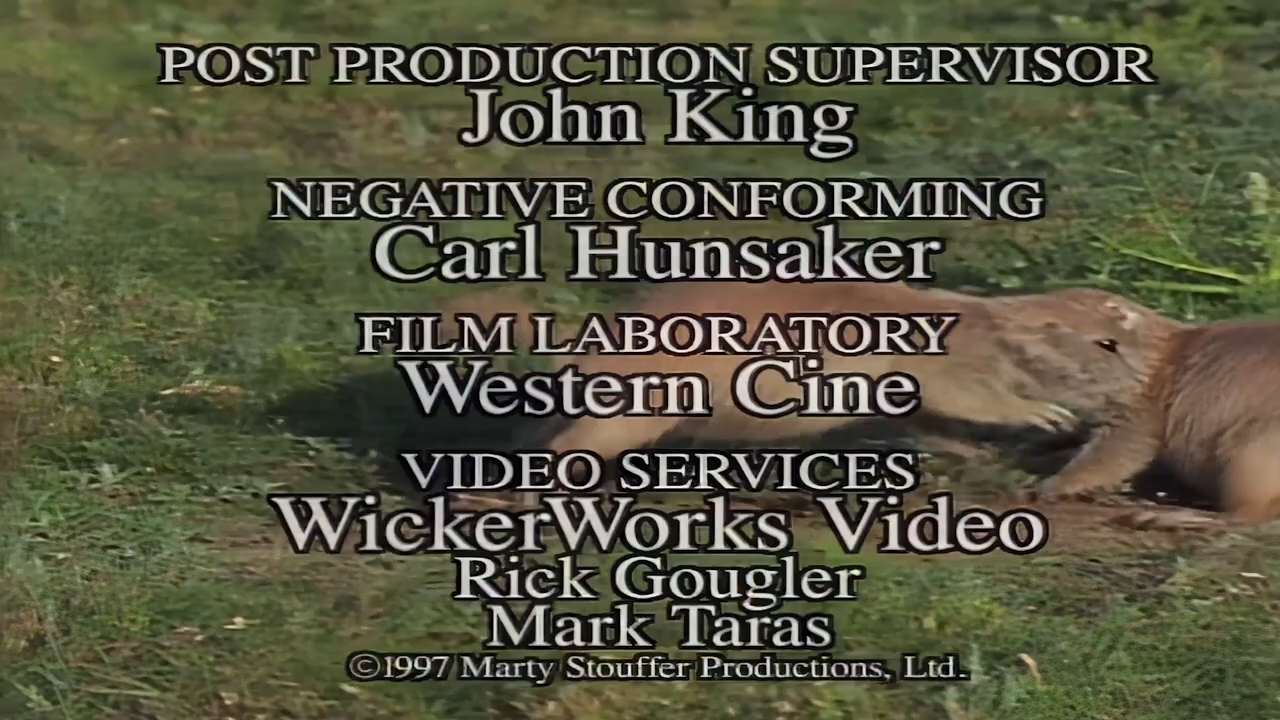 POST PRODUCTION SUPERVISOR
John King
NEGATIVE CONFORMING
Carl Hunsaker
FILM LABORATORY
Western Cine
VIDEO SERVICES
WickerWorks Video
Rick Gougler
Mark Taras
©1997 Marty Stouffer Productions, Ltd.